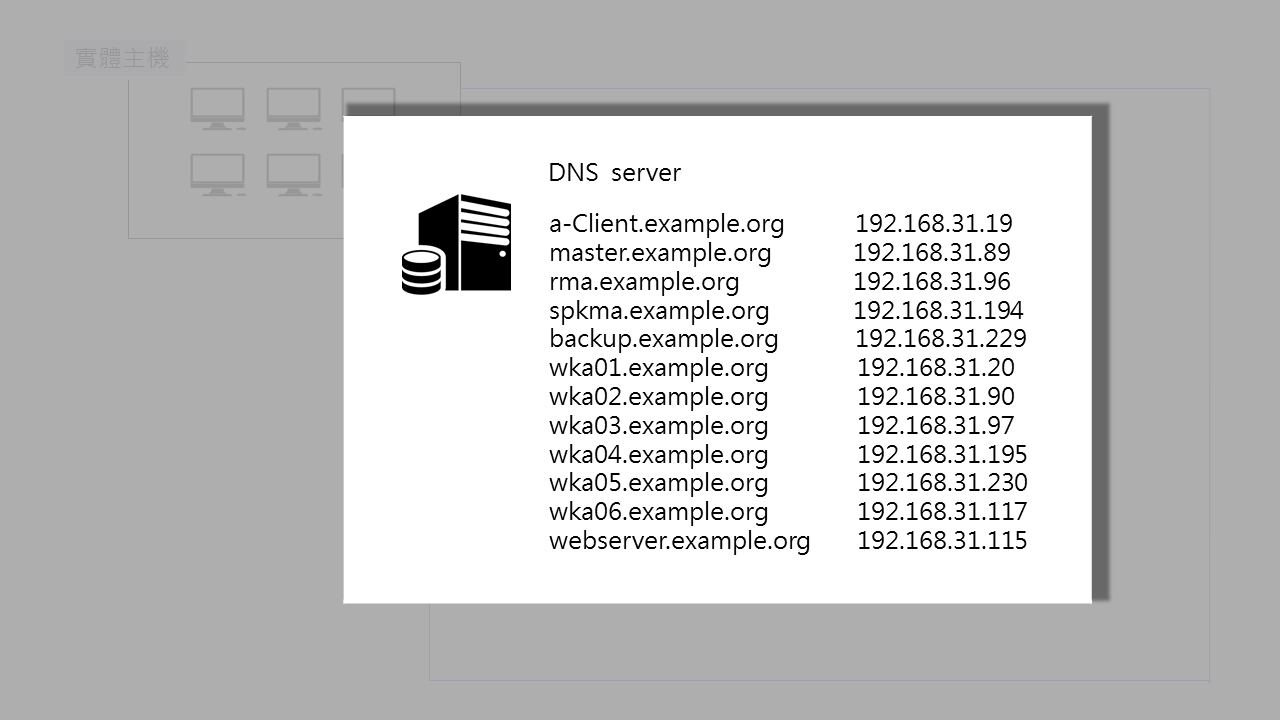 實體主機
DNS server
a-Client.example.org 192.168.31.19
master.example.org 192.168.31.89
rma.example.org 192.168.31.96
spkma.example.org 192.168.31.194
backup.example.org 192.168.31.229
wka01.example.org 192.168.31.20
wka02.example.org 192.168.31.90
wka03.example.org 192.168.31.97
wka04.example.org 192.168.31.195
wka05.example.org 192.168.31.230
wka06.example.org 192.168.31.117
webserver.example.org 192.168.31.115